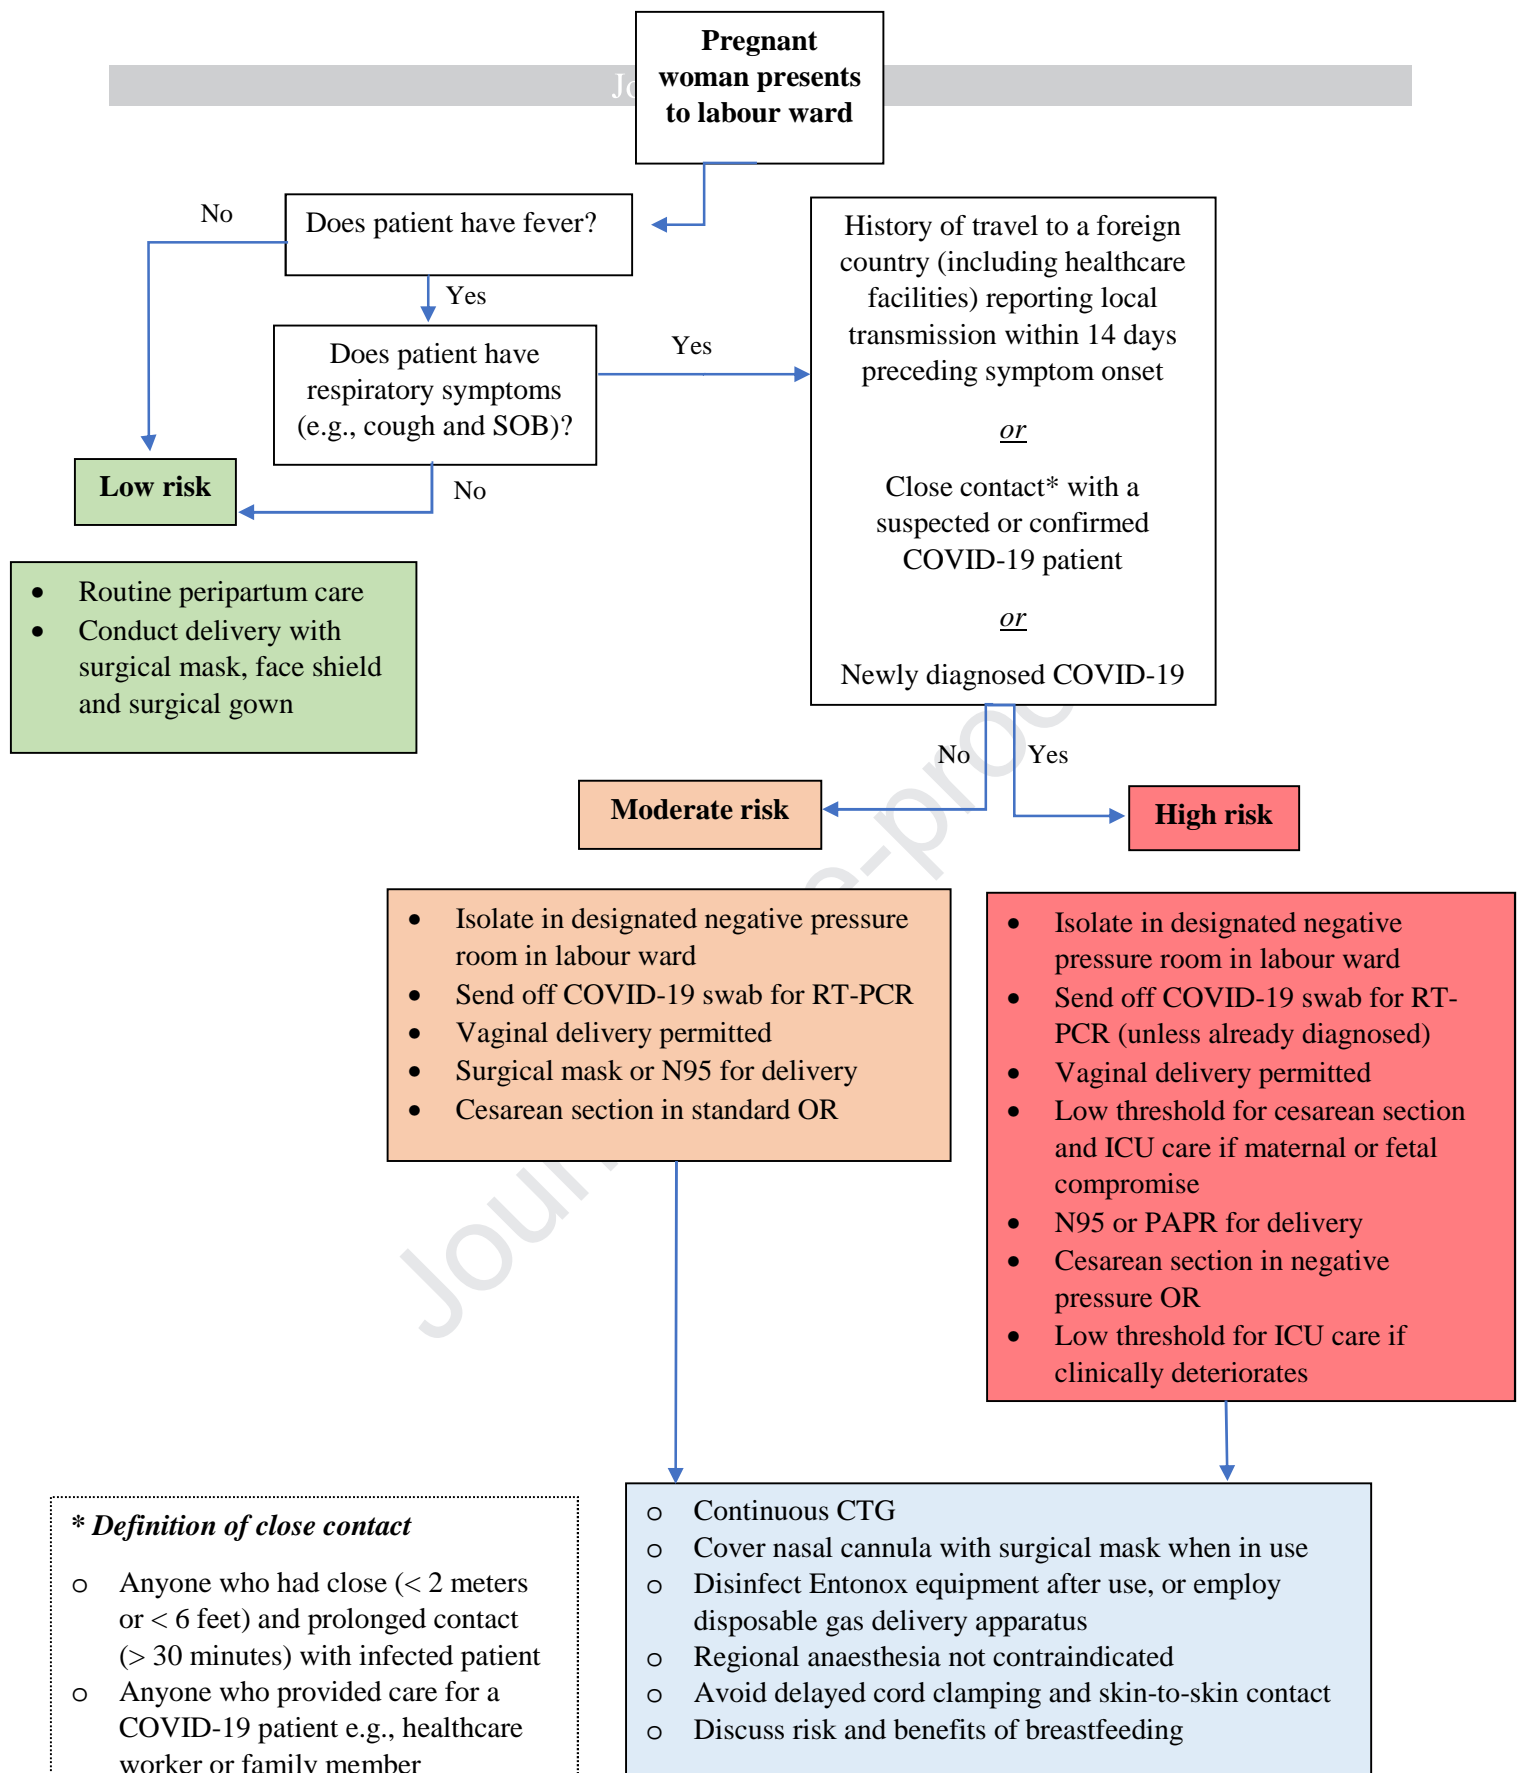 Pregnant
woman presents
to labour ward
Jo
No
Does patient have fever?
Yes
Does patient have
respiratory symptoms
(e.g., cough and SOB)?
Yes
No
History of travel to a foreign
country (including healthcare
facilities) reporting local
transmission within 14 days
preceding symptom onset
or
Close contact* with a
suspected or confirmed
COVID-19 patient
or
Newly diagnosed COVID-19
Low risk
• Routine peripartum care
• Conduct delivery with
surgical mask, face shield
and surgical gown
No
Yes
Moderate risk
High risk
• Isolate in designated negative pressure
room in labour ward
• Send off COVID-19 swab for RT-PCR
• Vaginal delivery permitted
• Surgical mask or N95 for delivery
• Cesarean section in standard OR
• Isolate in designated negative
pressure room in labour ward
• Send off COVID-19 swab for RT-
PCR (unless already diagnosed)
• Vaginal delivery permitted
• Low threshold for cesarean section
and ICU care if maternal or fetal
compromise
• N95 or PAPR for delivery
• Cesarean section in negative
pressure OR
• Low threshold for ICU care if
clinically deteriorates
* Definition of close contact
o Anyone who had close (< 2 meters
or < 6 feet) and prolonged contact
(> 30 minutes) with infected patient
o Anyone who provided care for a
COVID-19 patient e.g., healthcare
worker or family member
o Continuous CTG
o Cover nasal cannula with surgical mask when in use
o Disinfect Entonox equipment after use, or employ
disposable gas delivery apparatus
o Regional anaesthesia not contraindicated
o Avoid delayed cord clamping and skin-to-skin contact
o Discuss risk and benefits of breastfeeding